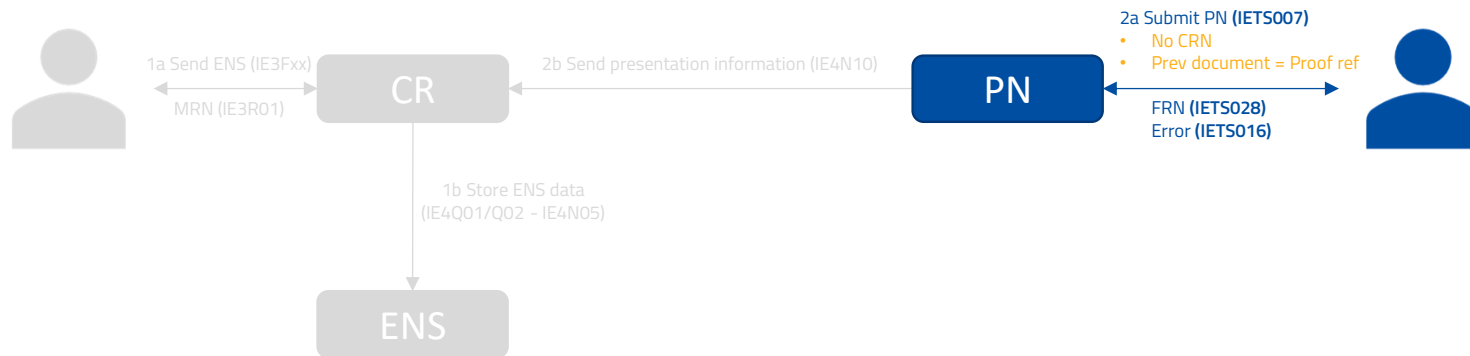 2a Submit PN (IETS007)
• No CRN
• Prev document = Proof ref
1a Send ENS (IE3Fxx)
MRN (IE3R01)
CR
2b Send presentation information (IE4N10)
PN
FRN (IETS028)
Error (IETS016)
1b Store ENS data
(IE4Q01/Q02 - IE4N05)
ENS